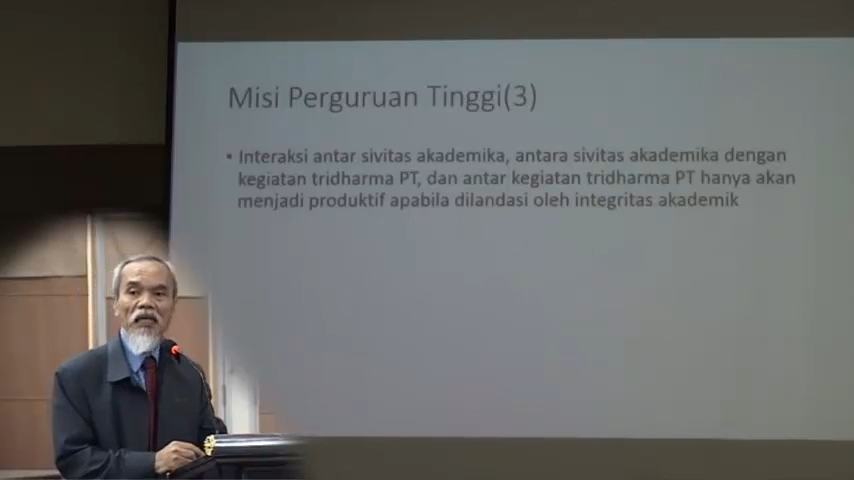 Misi Perguruan Tinggi(3)
• Interaksi antar sivitas akademika, antara sivitas akademika dengan
kegiatan tridharma PT, dan antar kegiatan tridharma PT hanya akan
menjadi produktif apabila dilandasi oleh integritas akademik